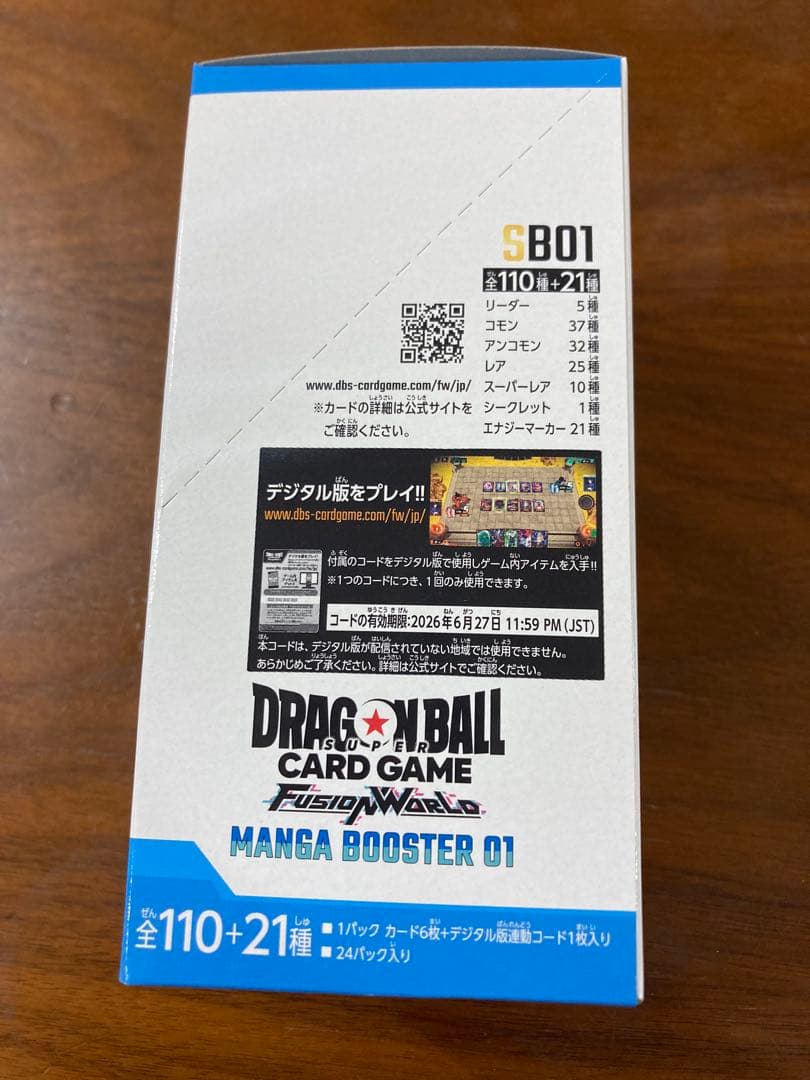 SB01
全110種+21種
リーダー 5種
コモン 37種
アンコモン 32種
レア 25種
スーパーレア 10種
シークレット 1種
エナジーマーカー 21種
www.dbs-cardgame.com/fw/jp/
※カードの詳細は公式サイトを
ご確認ください。
デジタル版をプレイ!!
www.dbs-cardgame.com/fw/jp/
付属のコードをデジタル版で使用しゲーム内アイテムを入手!!
※1つのコードにつき、1回のみ使用できます。
コードの有効期限:2026年6月27日 11:59 PM (JST)
本コードは、デジタル版が配信されていない地域では使用できません。
あらかじめご了承ください。詳細は公式サイトでご確認ください。
DRAGON BALL
SUPER
CARD GAME
FUSION WORLD
MANGA BOOSTER 01
全110+21種
■ 1パック カード6枚+デジタル版連動コード1枚入り
■ 24パック入り